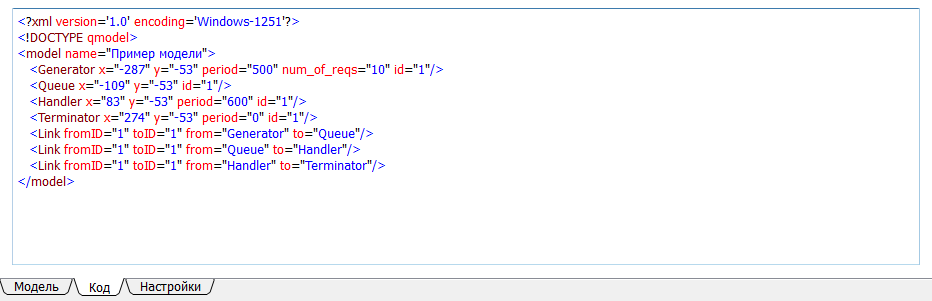 <?xml version='1.0' encoding='Windows-1251'?>
<!DOCTYPE qmodel>
<model name="Пример модели">
<Generator x="-287" y="-53" period="500" num_of_reqs="10" id="1"/>
<Queue x="-109" y="-53" id="1"/>
<Handler x="83" y="-53" period="600" id="1"/>
<Terminator x="274" y="-53" period="0" id="1"/>
<Link fromID="1" toID="1" from="Generator" to="Queue"/>
<Link fromID="1" toID="1" from="Queue" to="Handler"/>
<Link fromID="1" toID="1" from="Handler" to="Terminator"/>
</model>
Модель Код Настройки